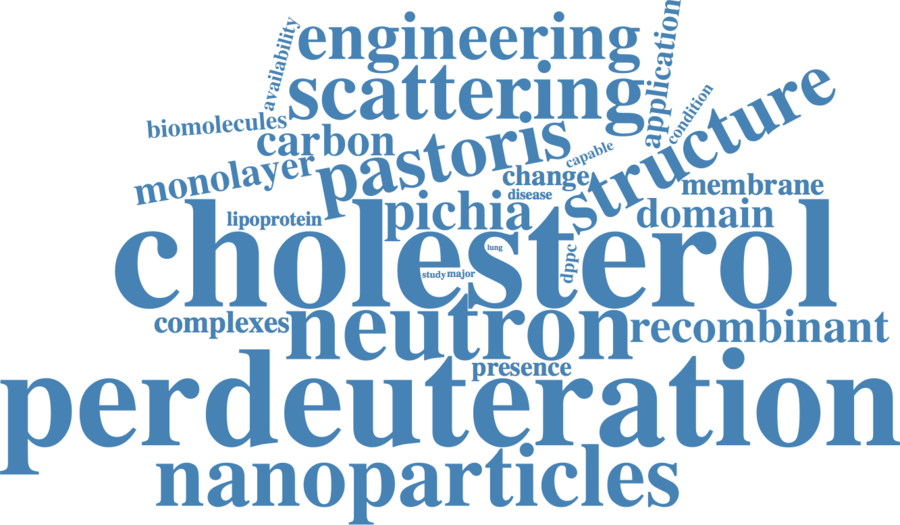 availability
engineering
application
scattering
condition
structure
biomolecules
carbon
pastoris
capable
monolayer
change
disease
membrane
lipoprotein
pichia
domain
cholesterol
lung
study
major
dppc
complexes
neutron
recombinant
presence
perdeuteration
nanoparticles